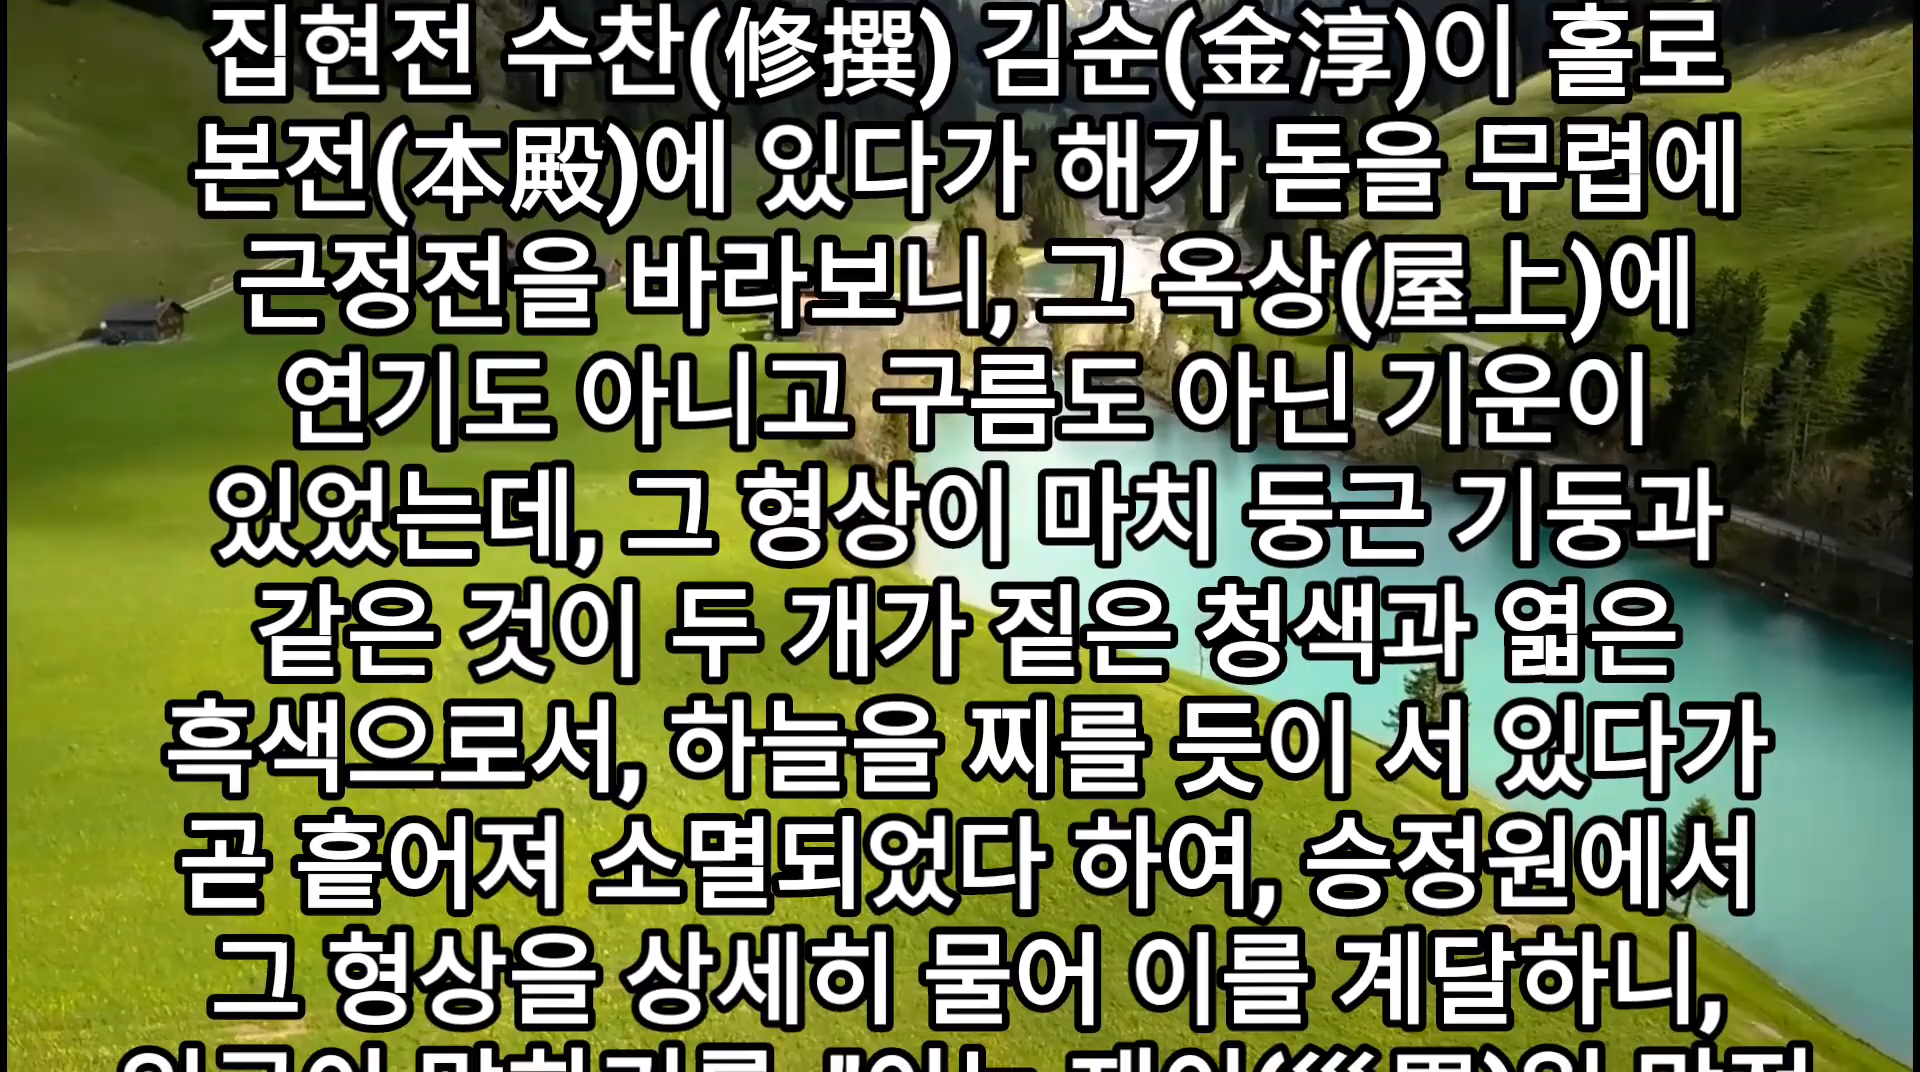 집현전 수찬(修撰) 김순(金淳)이 홀로
본전(本殿)에 있다가 해가 돋을 무렵에
근정전을 바라보니, 그 옥상(屋上)에
연기도 아니고 구름도 아닌 기운이
있었는데, 그 형상이 마치 둥근 기둥과
같은 것이 두 개가 짙은 청색과 엷은
흑색으로서, 하늘을 찌를 듯이 서 있다가
곧 흩어져 소멸되었다 하여, 승정원에서
그 형상을 상세히 물어 이를 계달하니,